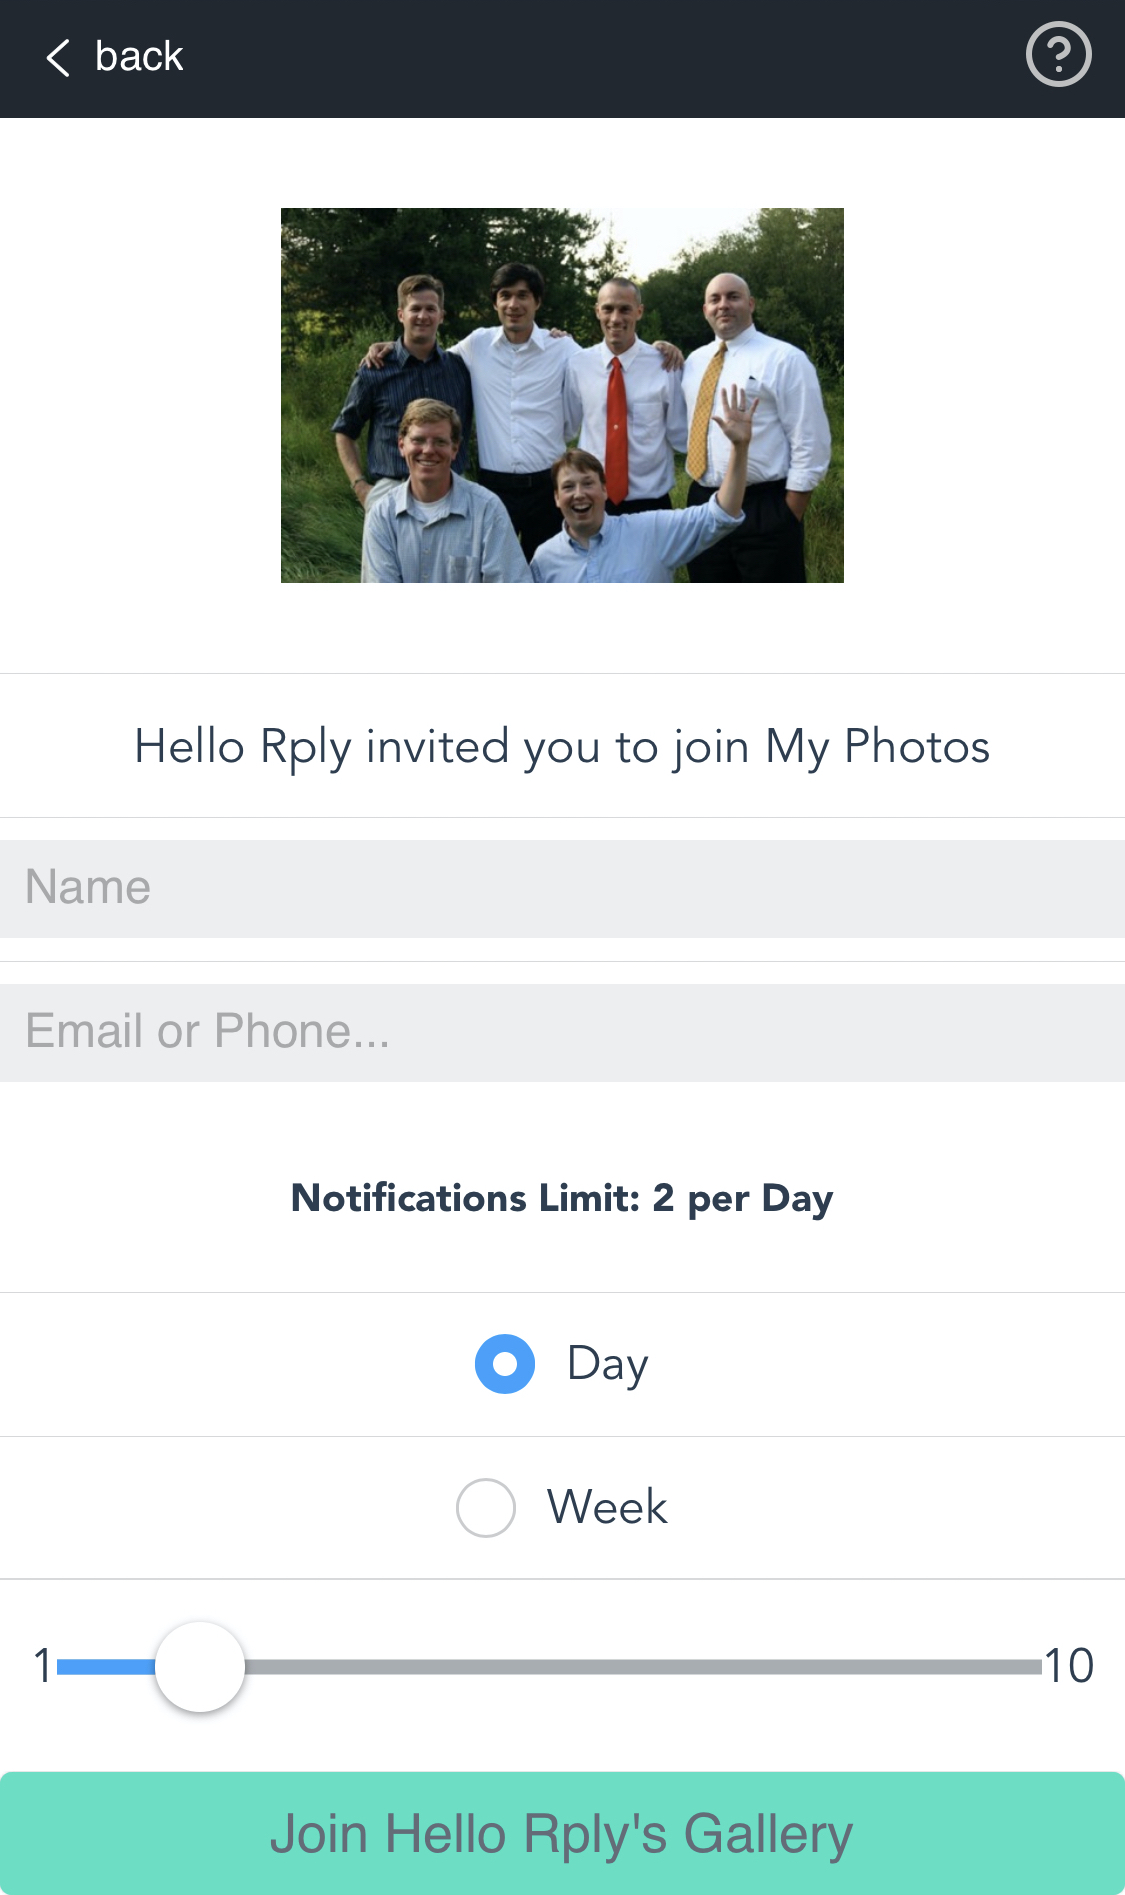 back
Hello Rply invited you to join My Photos
Name
Email or Phone...
Notifications Limit: 2 per Day
Day
Week
1 10
Join Hello Rply's Gallery